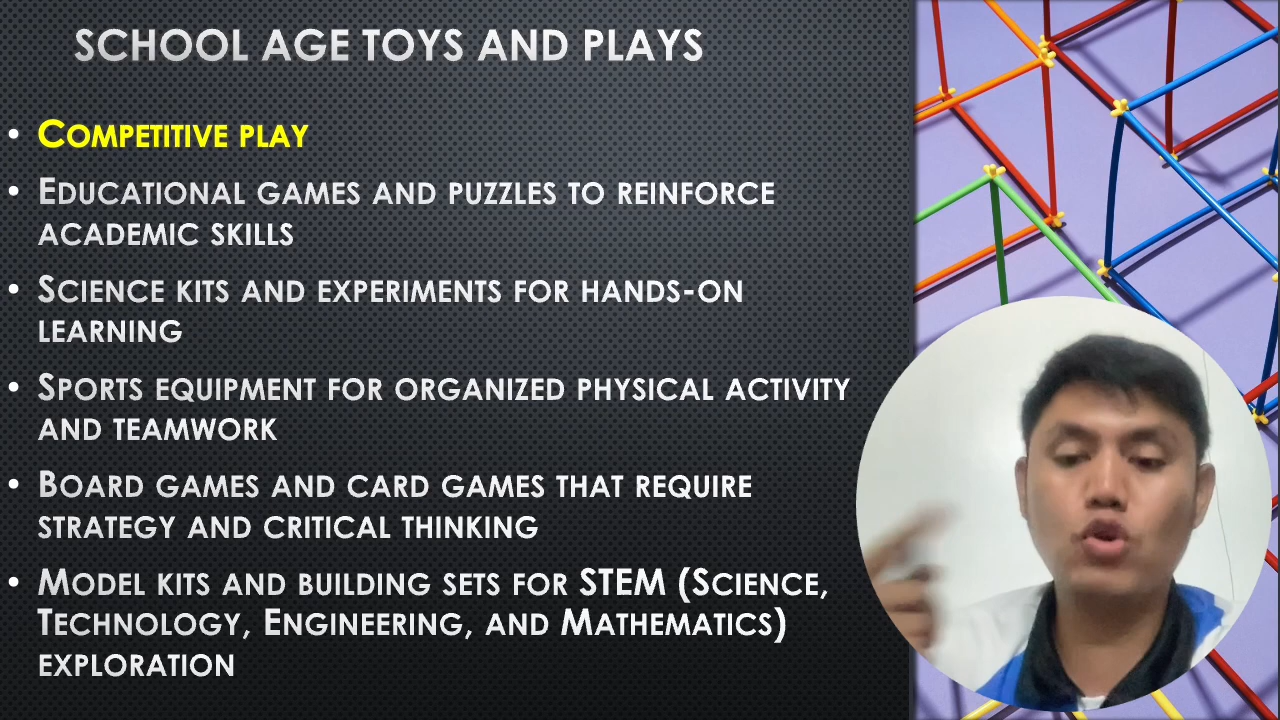 SCHOOL AGE TOYS AND PLAYS
• COMPETITIVE PLAY
• EDUCATIONAL GAMES AND PUZZLES TO REINFORCE
ACADEMIC SKILLS
• SCIENCE KITS AND EXPERIMENTS FOR HANDS-ON
LEARNING
• SPORTS EQUIPMENT FOR ORGANIZED PHYSICAL ACTIVITY
AND TEAMWORK
• BOARD GAMES AND CARD GAMES THAT REQUIRE
STRATEGY AND CRITICAL THINKING
• MODEL KITS AND BUILDING SETS FOR STEM (SCIENCE,
TECHNOLOGY, ENGINEERING, AND MATHEMATICS)
EXPLORATION